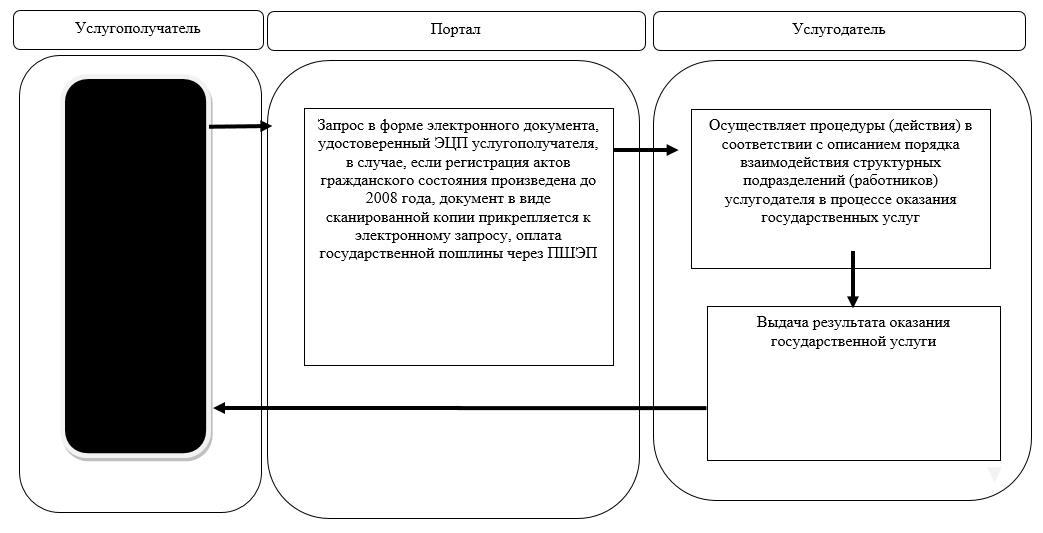 Услугополучатель
Портал
Услугодатель
Запрос в форме электронного документа,
удостоверенный ЭЦП услугополучателя,
в случае, если регистрация актов
гражданского состояния произведена до
2008 года, документ в виде
сканированной копии прикрепляется к
электронному запросу, оплата
государственной пошлины через ПШЭП
Осуществляет процедуры (действия) в
соответствии с описанием порядка
взаимодействия структурных
подразделений (работников)
услугодателя в процессе оказания
государственных услуг
Выдача результата оказания
государственной услуги